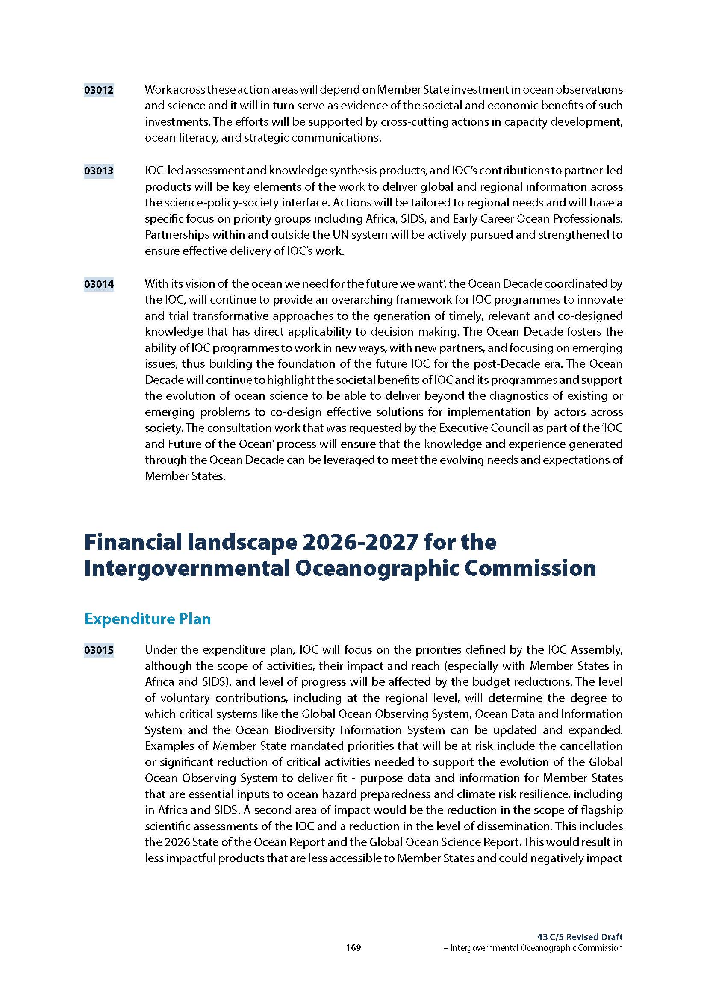 03012 Work across these action areas will depend on Member State investment in ocean observations
and science and it will in turn serve as evidence of the societal and economic benefits of such
investments. The efforts will be supported by cross-cutting actions in capacity development,
ocean literacy, and strategic communications.
03013 IOC-led assessment and knowledge synthesis products, and IOC’s contributions to partner-led
products will be key elements of the work to deliver global and regional information across
the science-policy-society interface. Actions will be tailored to regional needs and will have a
specific focus on priority groups including Africa, SIDS, and Early Career Ocean Professionals.
Partnerships within and outside the UN system will be actively pursued and strengthened to
ensure effective delivery of IOC’s work.
03014 With its vision of the ocean we need for the future we want’, the Ocean Decade coordinated by
the IOC, will continue to provide an overarching framework for IOC programmes to innovate
and trial transformative approaches to the generation of timely, relevant and co-designed
knowledge that has direct applicability to decision making. The Ocean Decade fosters the
ability of IOC programmes to work in new ways, with new partners, and focusing on emerging
issues, thus building the foundation of the future IOC for the post-Decade era. The Ocean
Decade will continue to highlight the societal benefits of IOC and its programmes and support
the evolution of ocean science to be able to deliver beyond the diagnostics of existing or
emerging problems to co-design effective solutions for implementation by actors across
society. The consultation work that was requested by the Executive Council as part of the ‘IOC
and Future of the Ocean’ process will ensure that the knowledge and experience generated
through the Ocean Decade can be leveraged to meet the evolving needs and expectations of
Member States.
Financial landscape 2026-2027 for the
Intergovernmental Oceanographic Commission
Expenditure Plan
03015 Under the expenditure plan, IOC will focus on the priorities defined by the IOC Assembly,
although the scope of activities, their impact and reach (especially with Member States in
Africa and SIDS), and level of progress will be affected by the budget reductions. The level
of voluntary contributions, including at the regional level, will determine the degree to
which critical systems like the Global Ocean Observing System, Ocean Data and Information
System and the Ocean Biodiversity Information System can be updated and expanded.
Examples of Member State mandated priorities that will be at risk include the cancellation
or significant reduction of critical activities needed to support the evolution of the Global
Ocean Observing System to deliver fit - purpose data and information for Member States
that are essential inputs to ocean hazard preparedness and climate risk resilience, including
in Africa and SIDS. A second area of impact would be the reduction in the scope of flagship
scientific assessments of the IOC and a reduction in the level of dissemination. This includes
the 2026 State of the Ocean Report and the Global Ocean Science Report. This would result in
less impactful products that are less accessible to Member States and could negatively impact
43 C/5 Revised Draft
169 – Intergovernmental Oceanographic Commission